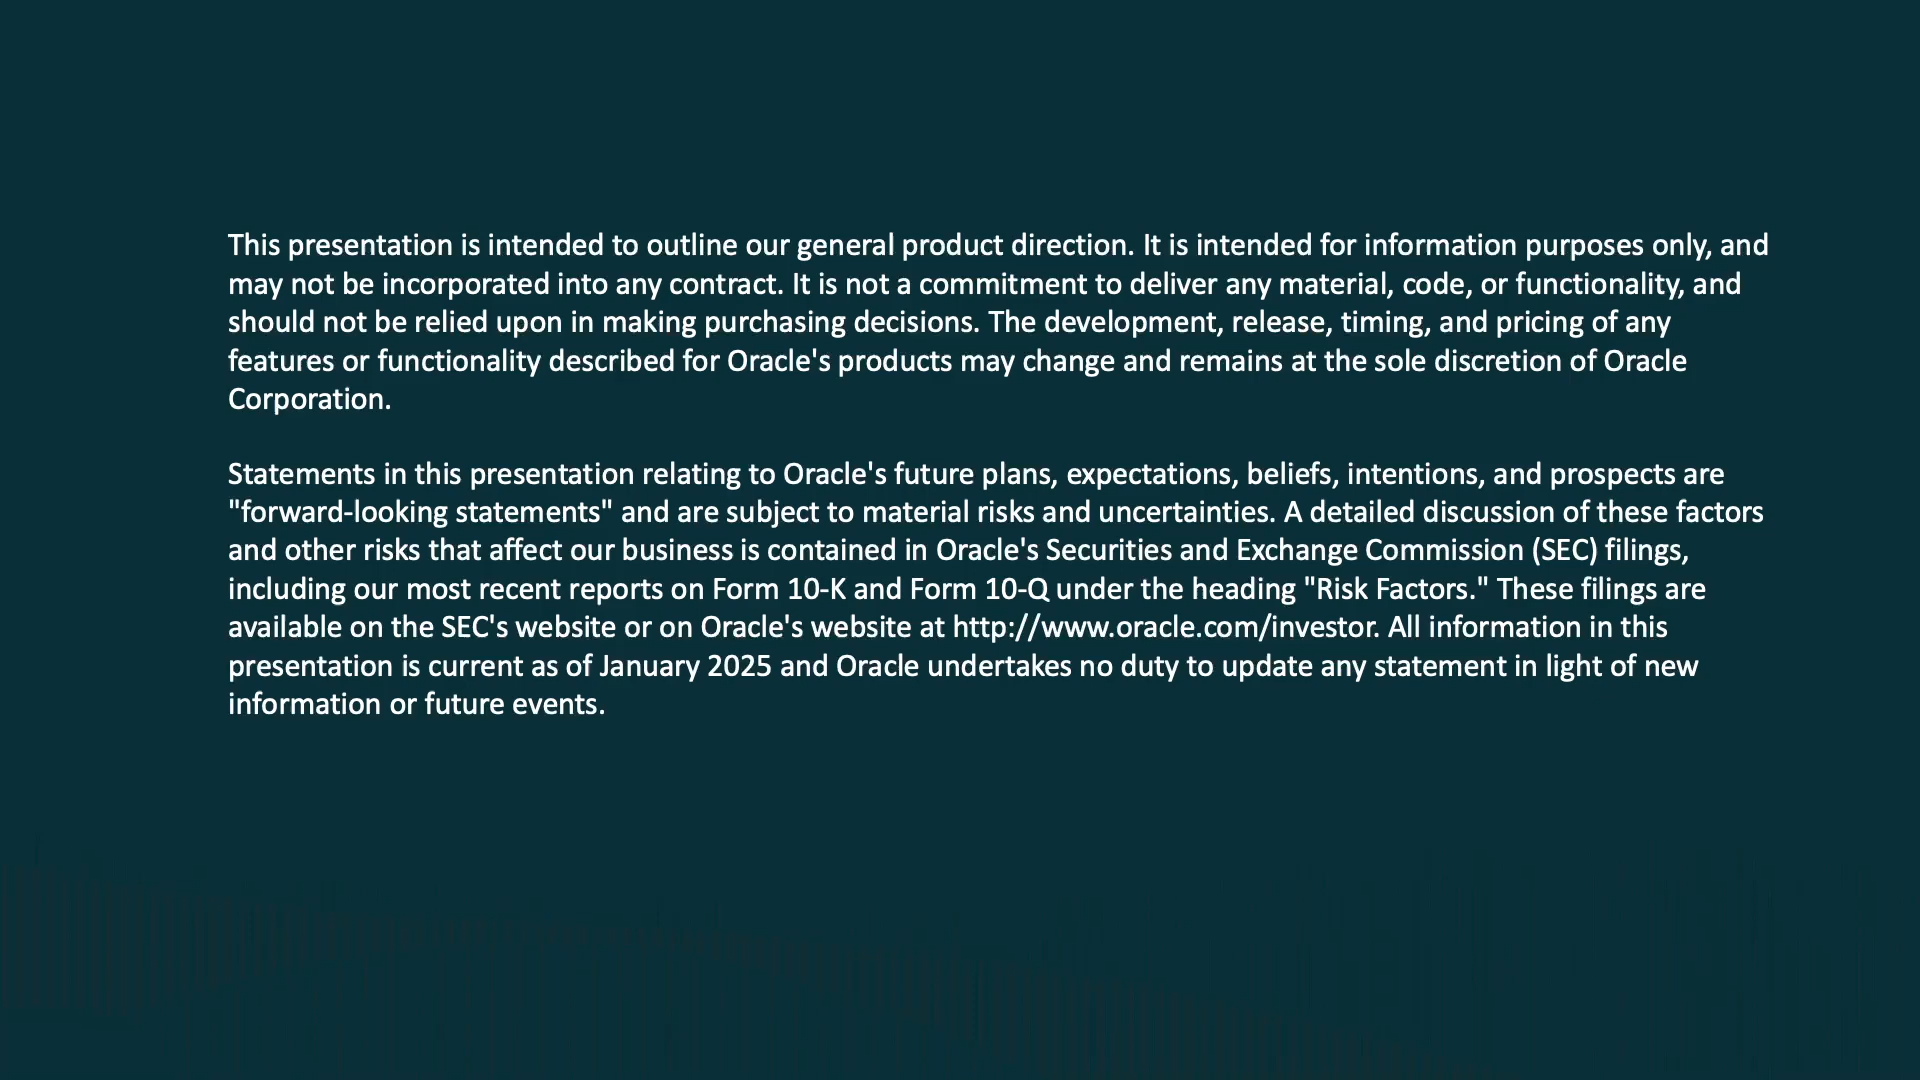 This presentation is intended to outline our general product direction. It is intended for information purposes only, and
may not be incorporated into any contract. It is not a commitment to deliver any material, code, or functionality, and
should not be relied upon in making purchasing decisions. The development, release, timing, and pricing of any
features or functionality described for Oracle's products may change and remains at the sole discretion of Oracle
Corporation.
Statements in this presentation relating to Oracle's future plans, expectations, beliefs, intentions, and prospects are
"forward-looking statements" and are subject to material risks and uncertainties. A detailed discussion of these factors
and other risks that affect our business is contained in Oracle's Securities and Exchange Commission (SEC) filings,
including our most recent reports on Form 10-K and Form 10-Q under the heading "Risk Factors." These filings are
available on the SEC's website or on Oracle's website at http://www.oracle.com/investor. All information in this
presentation is current as of January 2025 and Oracle undertakes no duty to update any statement in light of new
information or future events.